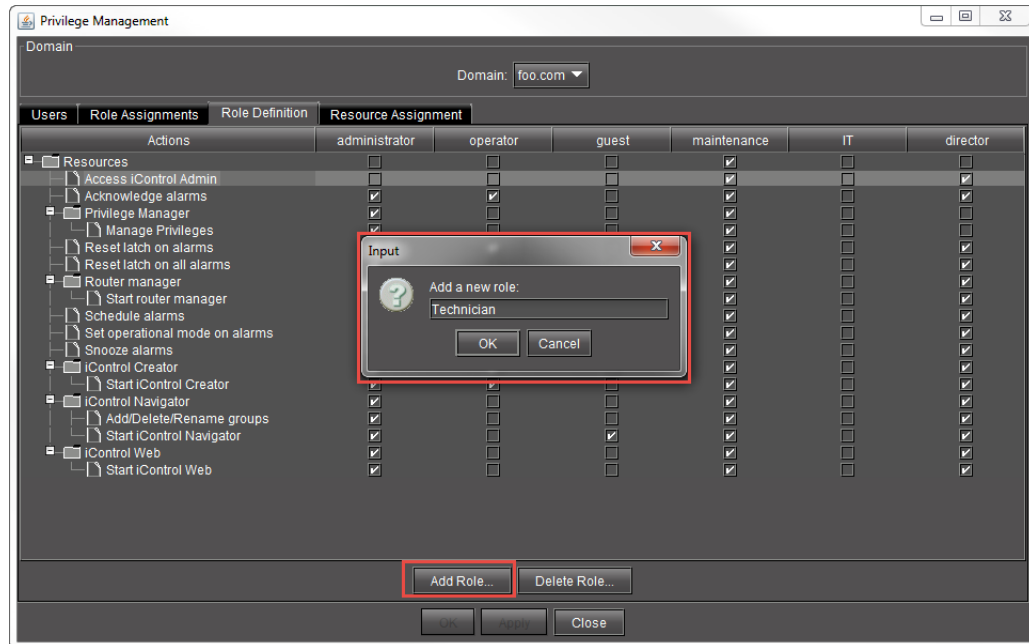 Privilege Management
Domain
Domain: foo.com
Users Role Assignments Role Definition Resource Assignment
Actions administrator operator guest maintenance IT director
Resources
Access iControl Admin
Acknowledge alarms
Privilege Manager
Manage Privileges
Reset latch on alarms
Reset latch on all alarms
Router manager
Start router manager
Schedule alarms
Set operational mode on alarms
Snooze alarms
iControl Creator
Start iControl Creator
iControl Navigator
Add/Delete/Rename groups
Start iControl Navigator
iControl Web
Start iControl Web
Input
Add a new role:
Technician
OK Cancel
Add Role... Delete Role...
OK Apply Close